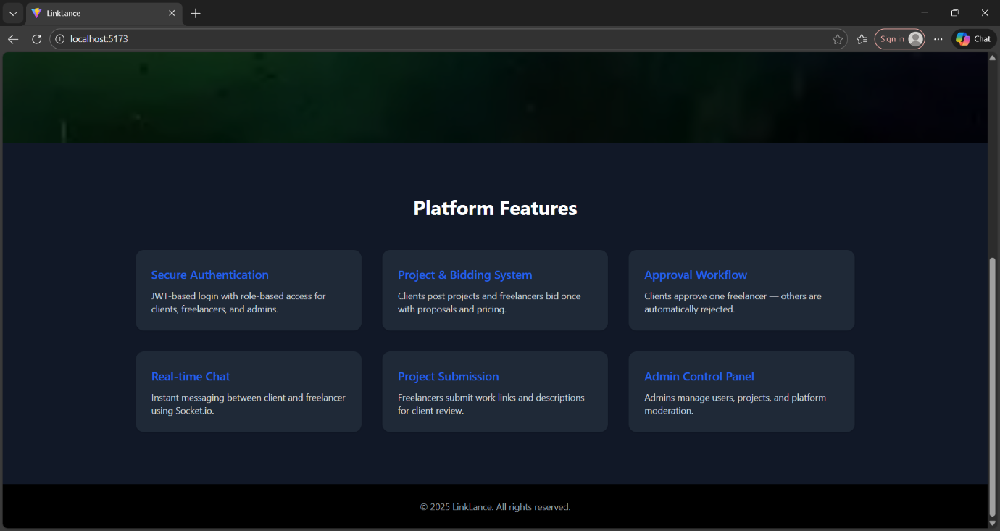 LinkLance
localhost:5173
Sign in
Chat
Platform Features
Secure Authentication
JWT-based login with role-based access for
clients, freelancers, and admins.
Project & Bidding System
Clients post projects and freelancers bid once
with proposals and pricing.
Approval Workflow
Clients approve one freelancer — others are
automatically rejected.
Real-time Chat
Instant messaging between client and freelancer
using Socket.io.
Project Submission
Freelancers submit work links and descriptions
for client review.
Admin Control Panel
Admins manage users, projects, and platform
moderation.
© 2025 LinkLance. All rights reserved.